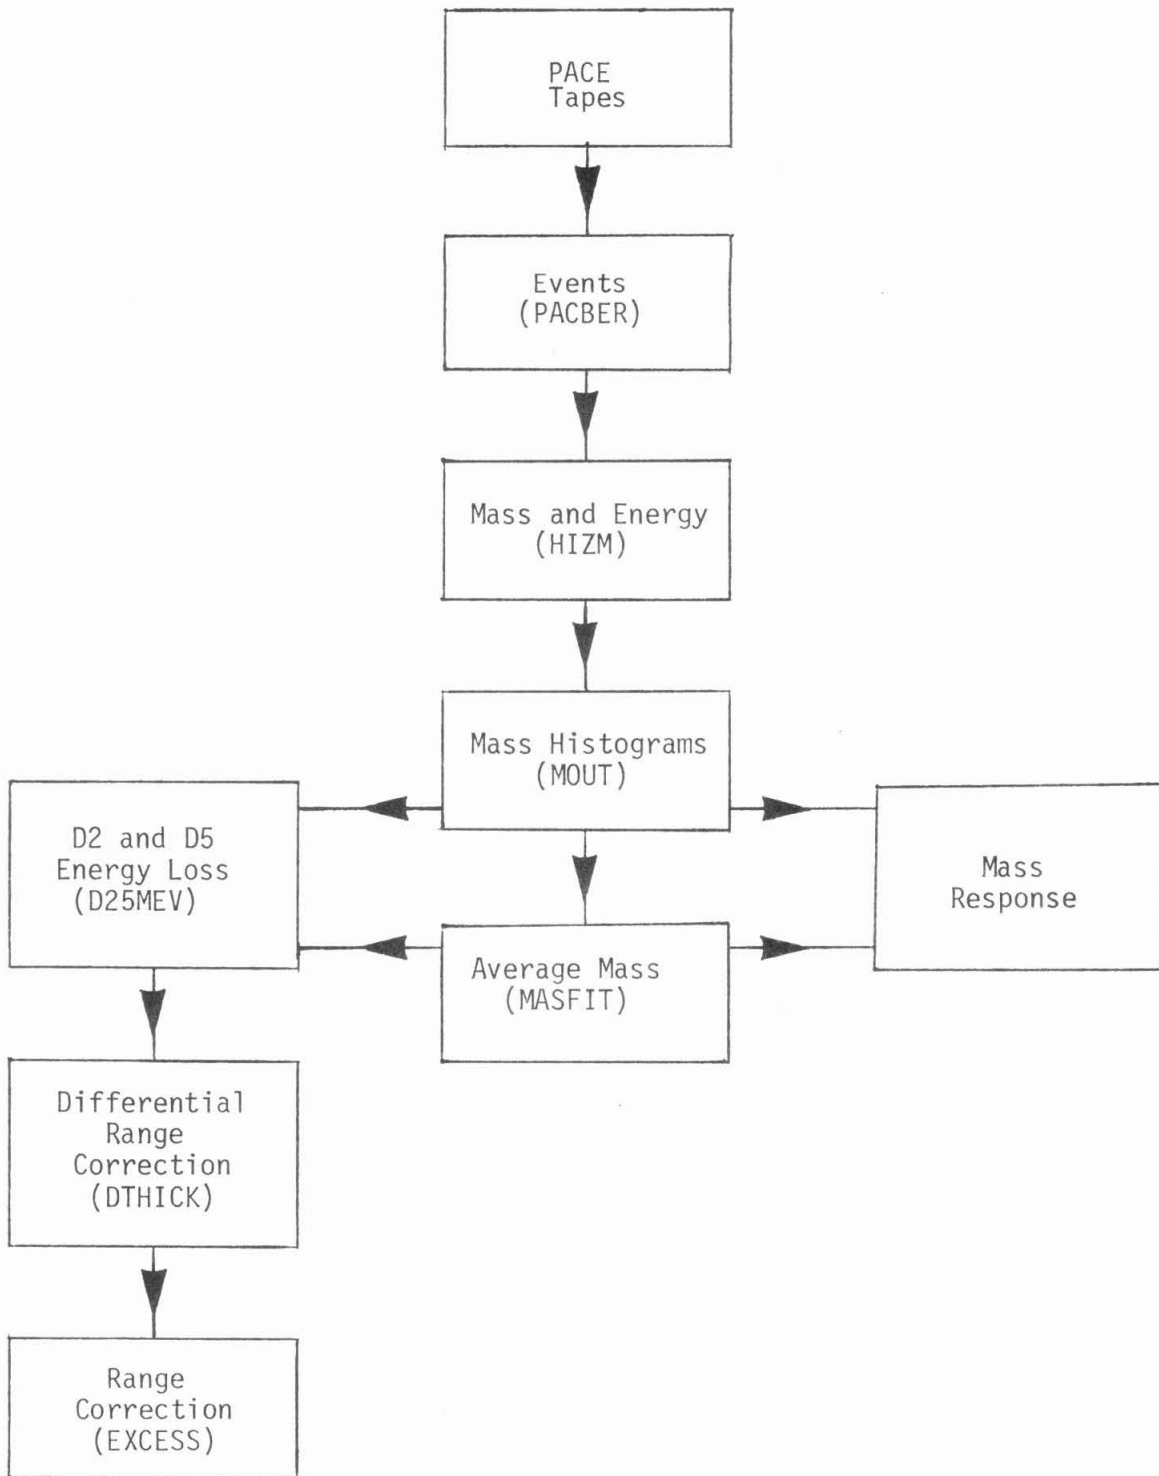 PACE
Tapes
Events
(PACBER)
Mass and Energy
(HIZM)
Mass Histograms
(MOUT)
D2 and D5
Energy Loss
(D25MEV)
Mass
Response
Average Mass
(MASFIT)
Differential
Range
Correction
(DTHICK)
Range
Correction
(EXCESS)